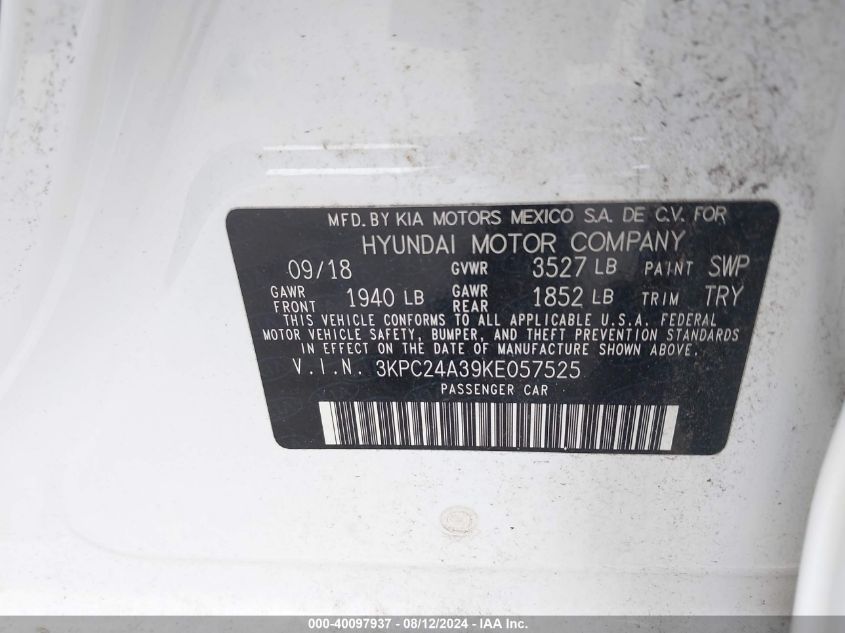 MFD. BY KIA MOTORS MEXICO S.A. DE C.V. FOR
HYUNDAI MOTOR COMPANY
09/18 GVWR 3527 LB PAINT SWP
GAWR FRONT 1940 LB GAWR REAR 1852 LB TRIM TRY
THIS VEHICLE CONFORMS TO ALL APPLICABLE U.S.A. FEDERAL
MOTOR VEHICLE SAFETY, BUMPER, AND THEFT PREVENTION STANDARDS
IN EFFECT ON THE DATE OF MANUFACTURE SHOWN ABOVE.
V.I.N. 3KPC24A39KE057525
PASSENGER CAR
000-40097937 - 08/12/2024 - IAAI Inc.